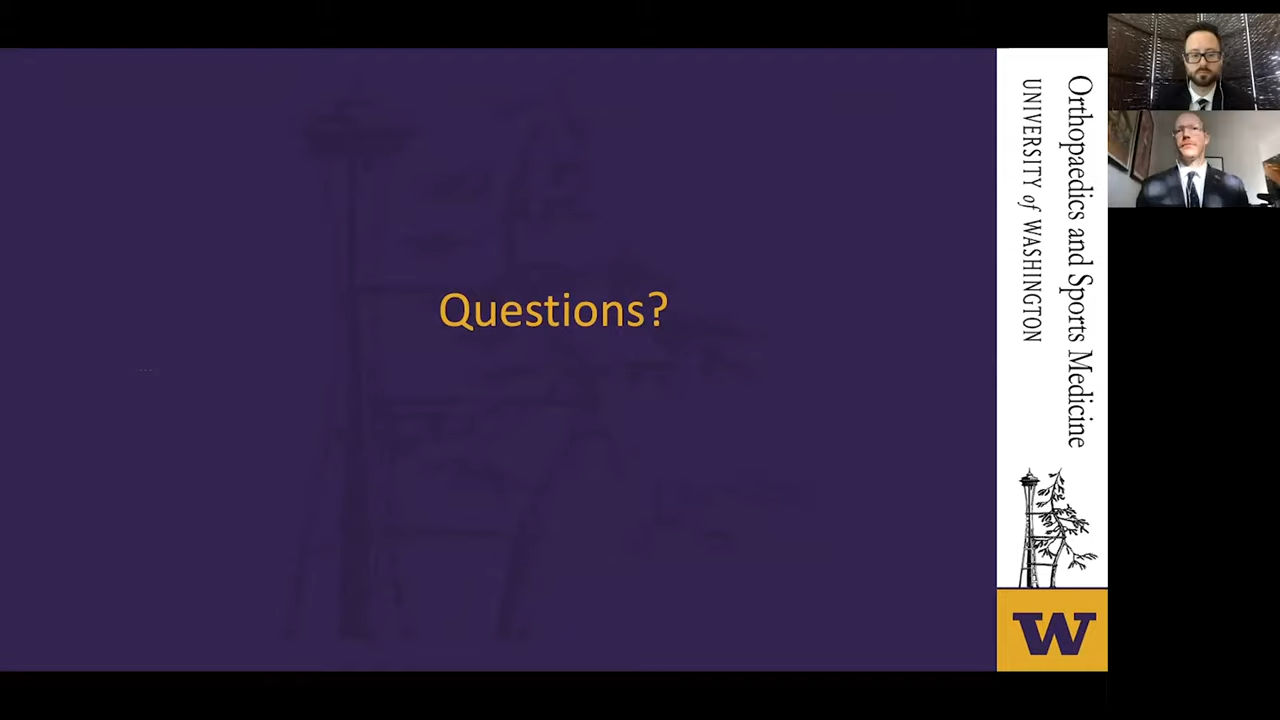 Questions?
Orthopaedics and Sports Medicine
UNIVERSITY of WASHINGTON
W